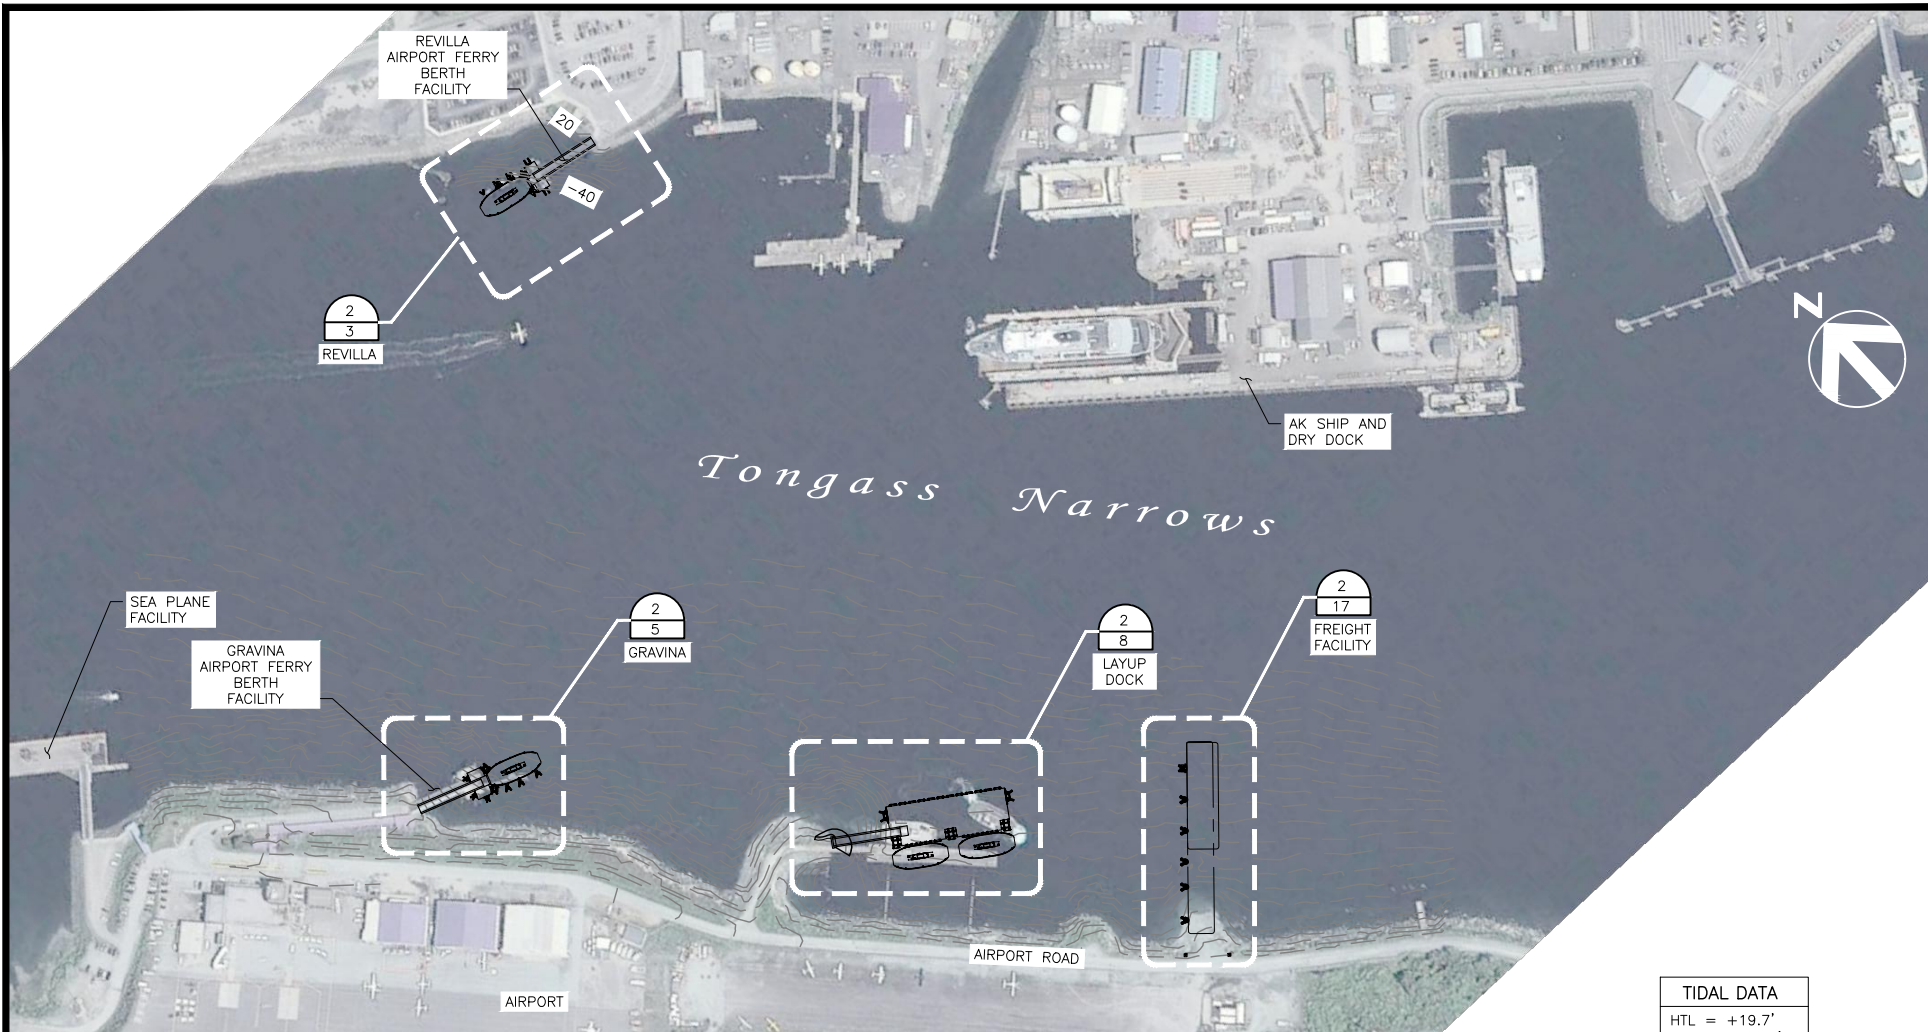 REVILLA
AIRPORT FERRY
BERTH
FACILITY
20
-40
2
3
REVILLA
N
AK SHIP AND
DRY DOCK
Tongass Narrows
SEA PLANE
FACILITY
GRAVINA
AIRPORT FERRY
BERTH
FACILITY
2
5
GRAVINA
2
8
LAYUP
DOCK
2
17
FREIGHT
FACILITY
AIRPORT ROAD
AIRPORT
TIDAL DATA
HTL = +19.7'